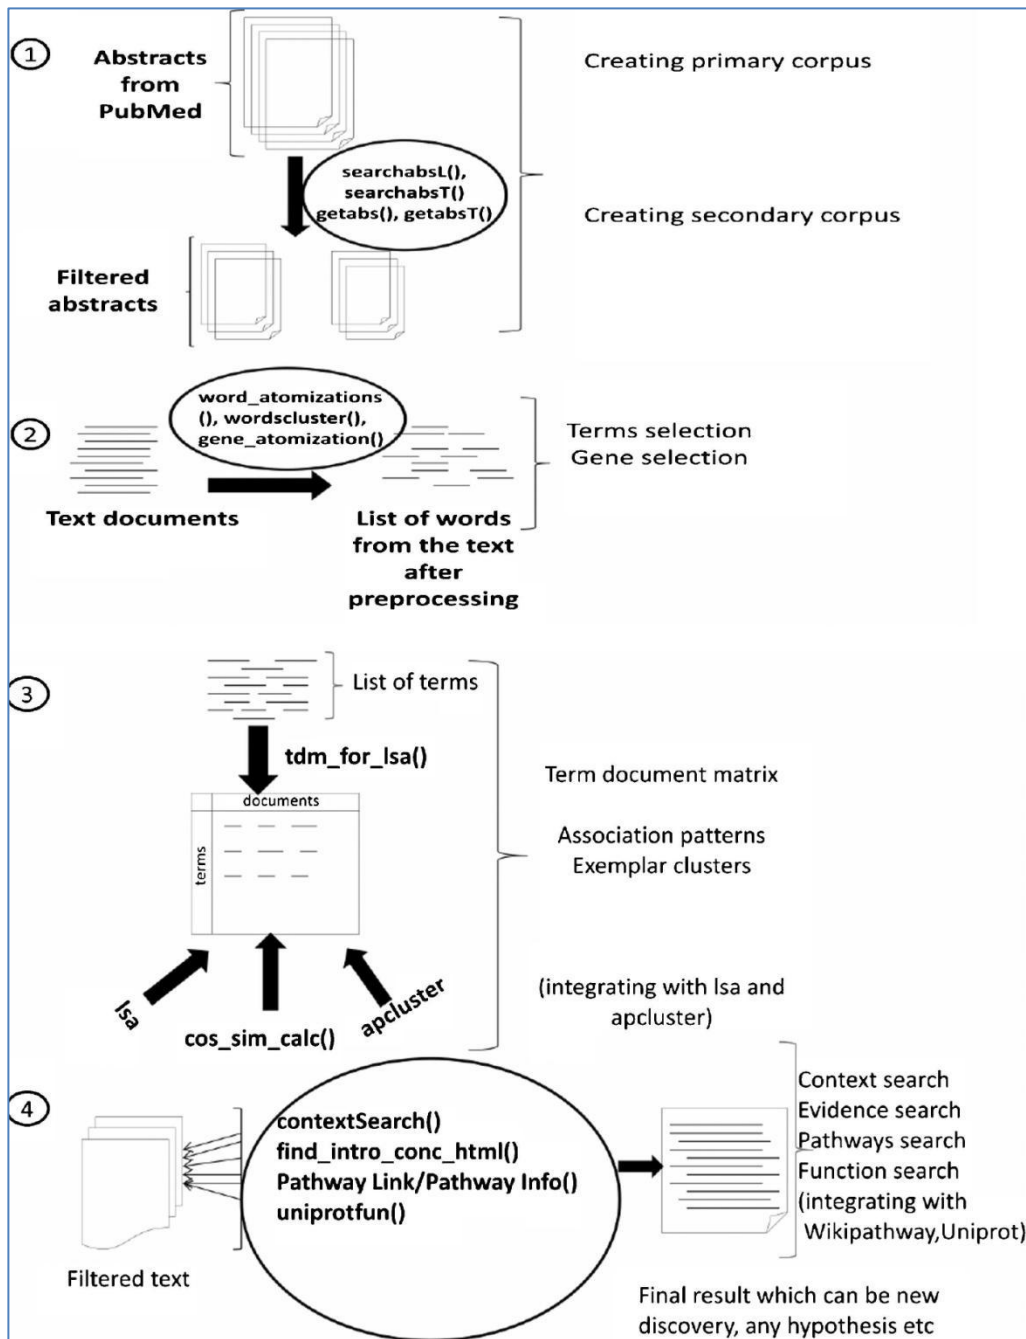 1
Abstracts
from
PubMed
Creating primary corpus
searchabsL(),
searchabsT()
getabs(), getabsT()
Creating secondary corpus
Filtered
abstracts
2
word_atomizations
(), wordscluster(),
gene_atomization()
Terms selection
Gene selection
Text documents
List of words
from the text
after
preprocessing
3
List of terms
tdm_for_lsa()
documents
terms
Term document matrix
Association patterns
Exemplar clusters
lsa
cos_sim_calc()
apcluster
(integrating with lsa and
apcluster)
4
contextSearch()
find_intro_conc_html()
Pathway Link/Pathway Info()
uniprotfun()
Filtered text
Context search
Evidence search
Pathways search
Function search
(integrating with
Wikipathway,Uniprot)
Final result which can be new
discovery, any hypothesis etc